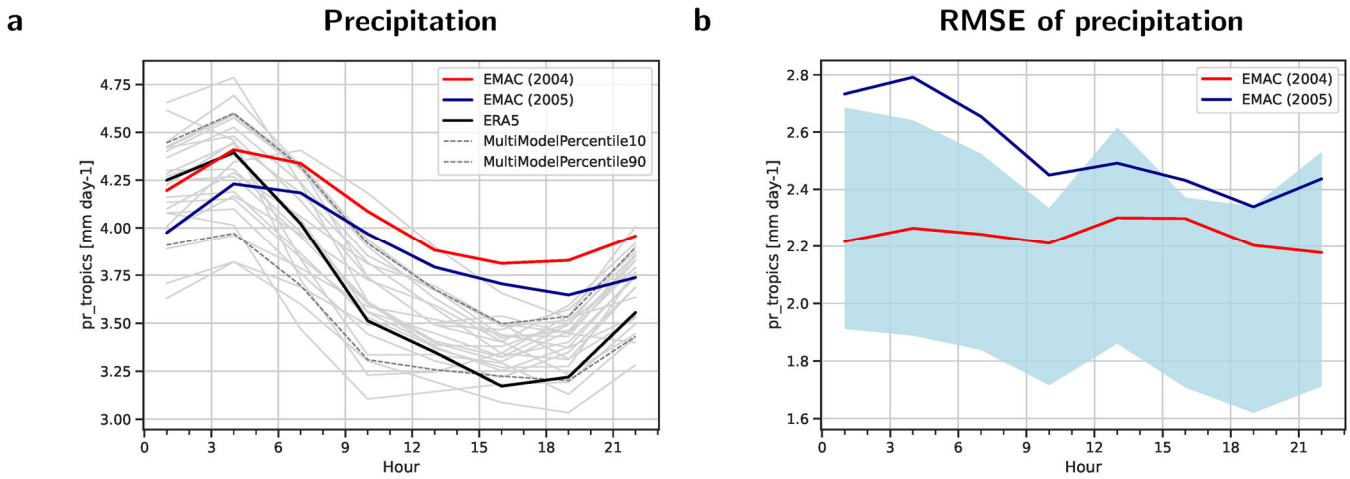 a
Precipitation
EMAC (2004)
EMAC (2005)
ERA5
MultiModelPercentile10
MultiModelPercentile90
pr_tropics [mm day-1]
4.75
4.50
4.25
4.00
3.75
3.50
3.25
3.00
0 3 6 9 12 15 18 21
Hour
b
RMSE of precipitation
EMAC (2004)
EMAC (2005)
pr_tropics [mm day-1]
2.8
2.6
2.4
2.2
2.0
1.8
1.6
0 3 6 9 12 15 18 21
Hour